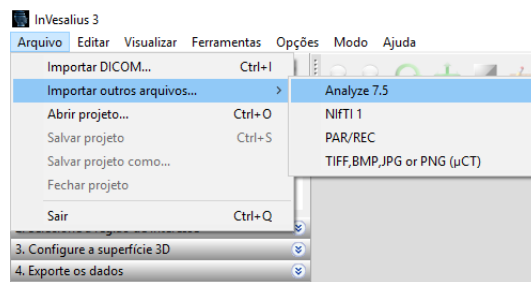 InVesalius 3
Arquivo Editar Visualizar Ferramentas Opções Modo Ajuda
Importar DICOM... Ctrl+I
Importar outros arquivos... >
Analyze 7.5
Abrir projeto... Ctrl+O
NIfTI 1
Salvar projeto Ctrl+S
PAR/REC
Salvar projeto como...
TIFF,BMP,JPG or PNG (µCT)
Fechar projeto
Sair Ctrl+Q
3. Configure a superfície 3D
4. Exporte os dados